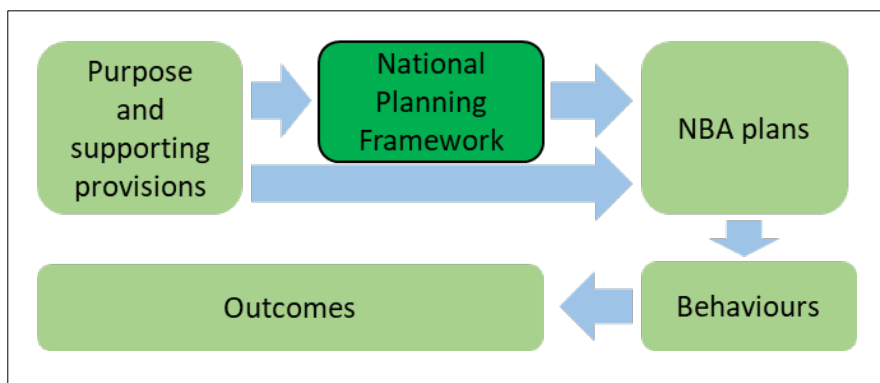 Purpose
and
supporting
provisions
National
Planning
Framework
NBA plans
Outcomes
Behaviours